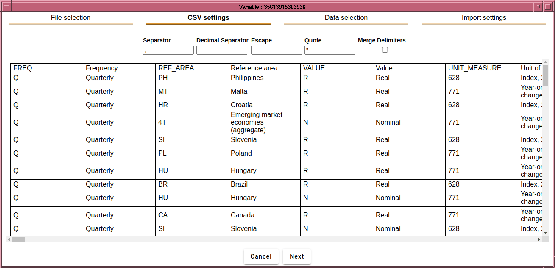 File selection CSV settings Data selection Import settings
Separator Decimal Separator Escape Quote Merge Delimiters
FREQ Frequency REF_AREA Reference area VALUE Value UNIT_MEASURE Unit of
Q Quarterly PH Philippines R Real 628 Index, 2
Q Quarterly MT Malta R Real 771 Year-on
change
Q Quarterly HR Croatia R Real 628 Index, 2
Q Quarterly 4T Emerging market economies (aggregate) N Nominal 771 Year-on
change
Q Quarterly SI Slovenia R Real 628 Index, 2
Q Quarterly PL Poland R Real 771 Year-on
change
Q Quarterly HU Hungary R Real 771 Year-on
change
Q Quarterly BR Brazil R Real 628 Index, 2
Q Quarterly HU Hungary N Nominal 771 Year-on
change
Q Quarterly CA Canada R Real 771 Year-on
change
Q Quarterly SI Slovenia N Nominal 628 Index, 2
Cancel Next